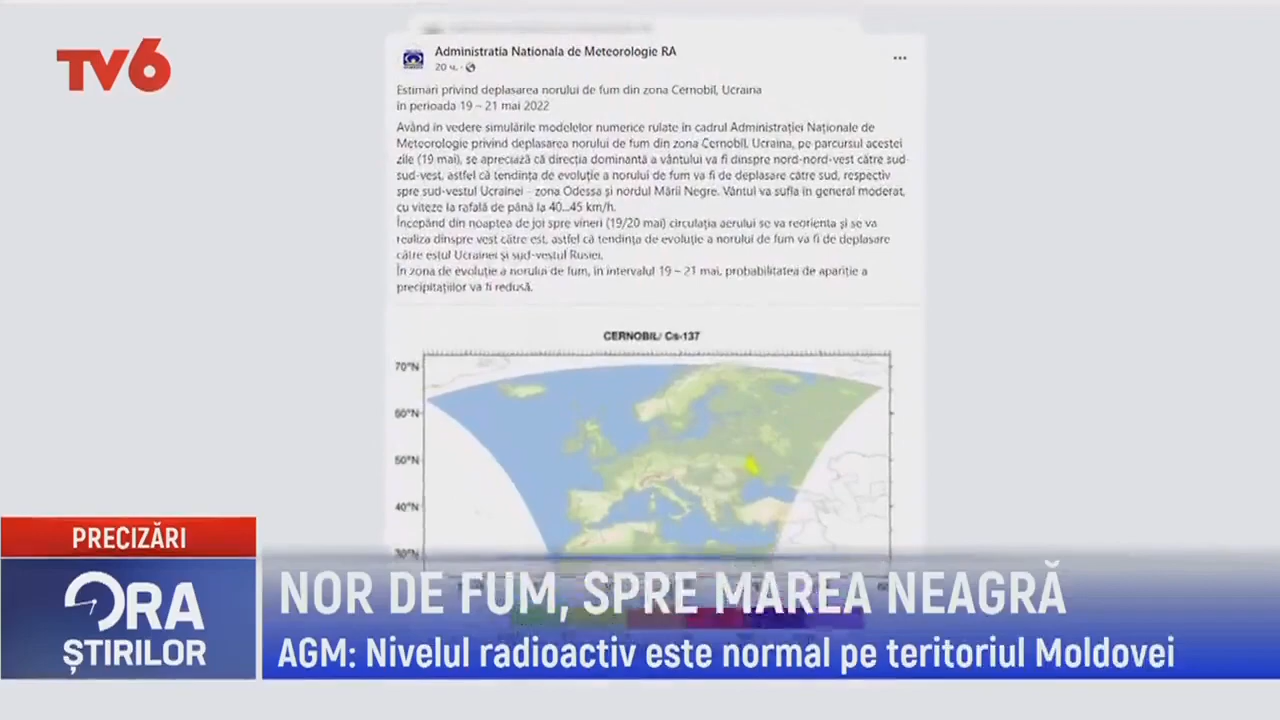 TV6
Administratia Nationala de Meteorologie RA
20 ч.
Estimări privind deplasarea norului de fum din zona Cernobîl, Ucraina
în perioada 19 – 21 mai 2022
Având în vedere simulările modelelor numerice rulate în cadrul Administrației Naționale de
Meteorologie privind deplasarea norului de fum din zona Cernobîl, Ucraina, pe parcursul acestei
zile (19 mai), se apreciază că direcția dominantă a vântului va fi dinspre nord-nord-vest către sud-
sud-vest, astfel că tendința de evoluție a norului de fum va fi de deplasare către sud, respectiv
spre sud-vestul Ucrainei - zona Odessa și nordul Mării Negre. Vântul va sufla în general moderat,
cu viteze la rafală de până la 40...45 km/h.
Începând din noaptea de joi spre vineri (19/20 mai) circulația aerului se va reorienta și se va
realiza dinspre vest către est, astfel că tendința de evoluție a norului de fum va fi de deplasare
către estul Ucrainei și sud-vestul Rusiei.
În zona de evoluție a norului de fum, în intervalul 19 – 21 mai, probabilitatea de apariție a
precipitațiilor va fi redusă.
CERNOBIL/ Cs-137
70°N
60°N
50°N
40°N
30°N
PRECIZĂRI
ORA
ȘTIRILOR
NOR DE FUM, SPRE MAREA NEAGRĂ
AGM: Nivelul radioactiv este normal pe teritoriul Moldovei